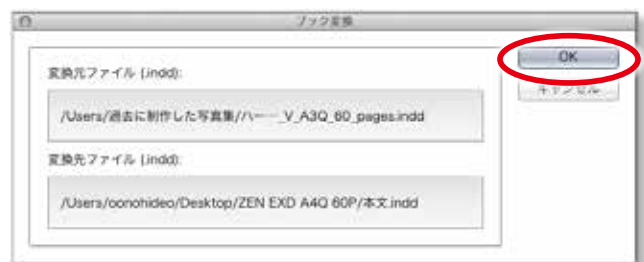 ブック変換
変換元ファイル (.indd):
OK
キャンセル
/Users/過去に制作した写真集/ハー…_V_A3Q_60_pages.indd
変換先ファイル (.indd):
/Users/oonohideo/Desktop/ZEN EXD A4Q 60P/本文.indd